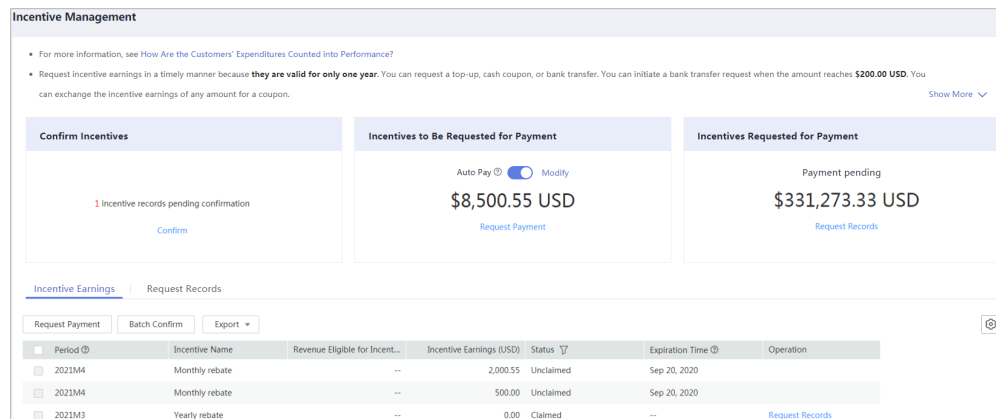 Incentive Management
• For more information, see How Are the Customers' Expenditures Counted into Performance?
• Request incentive earnings in a timely manner because they are valid for only one year. You can request a top-up, cash coupon, or bank transfer. You can initiate a bank transfer request when the amount reaches $200.00 USD. You
can exchange the incentive earnings of any amount for a coupon.
Show More
Confirm Incentives
1 incentive records pending confirmation
Confirm
Incentives to Be Requested for Payment
Auto Pay Modify
$8,500.55 USD
Request Payment
Incentives Requested for Payment
Payment pending
$331,273.33 USD
Request Records
Incentive Earnings Request Records
Request Payment Batch Confirm Export
Period Incentive Name Revenue Eligible for Incent... Incentive Earnings (USD) Status Expiration Time Operation
2021M4 Monthly rebate -- 2,000.55 Unclaimed Sep 20, 2020
2021M4 Monthly rebate -- 500.00 Unclaimed Sep 20, 2020
2021M3 Yearly rebate -- 0.00 Claimed -- Request Records